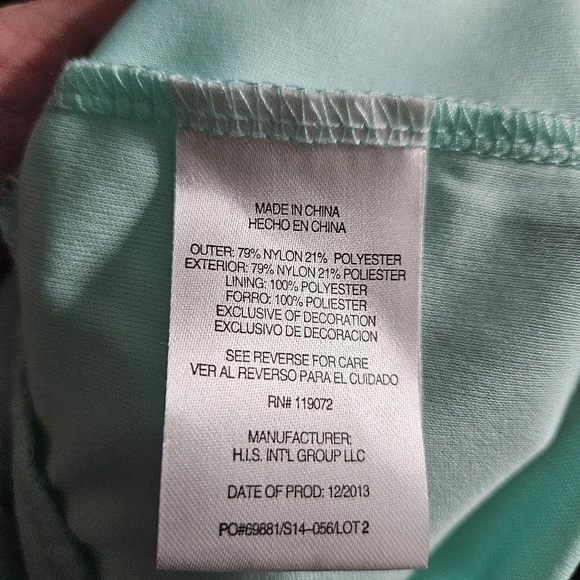 MADE IN CHINA
HECHO EN CHINA
OUTER: 79% NYLON 21% POLYESTER
EXTERIOR: 79% NYLON 21% POLIESTER
LINING: 100% POLYESTER
FORRO: 100% POLIESTER
EXCLUSIVE OF DECORATION
EXCLUSIVO DE DECORACION
SEE REVERSE FOR CARE
VER AL REVERSO PARA EL CUIDADO
RN# 119072
MANUFACTURER:
H.I.S. INT'L GROUP LLC
DATE OF PROD: 12/2013
PO#69881/S14-056/LOT 2